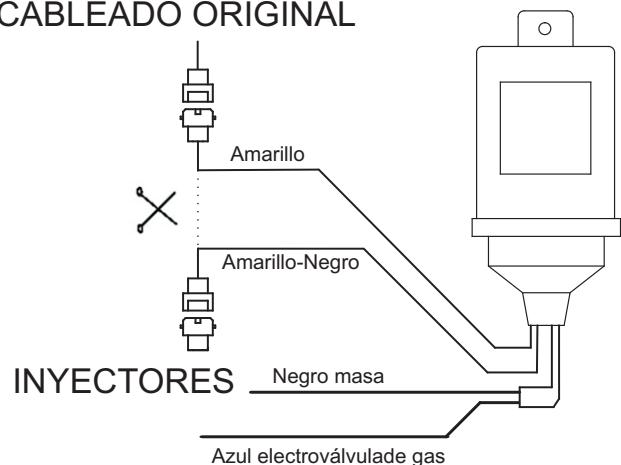 CABLEADO ORIGINAL
Amarillo
Amarillo-Negro
INYECTORES
Negro masa
Azul electroválvulade gas